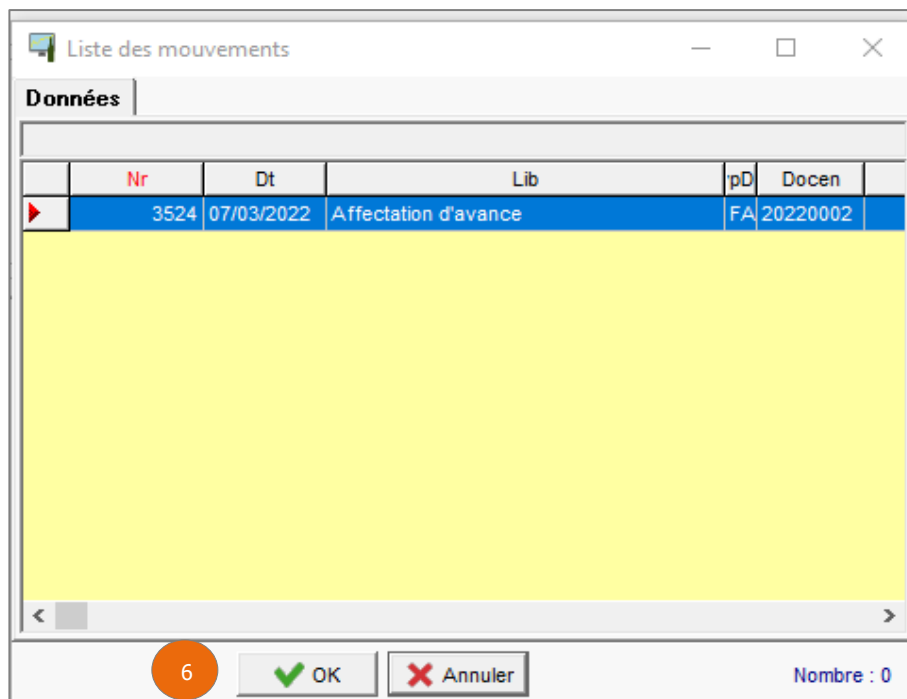 Liste des mouvements
Données
Nr Dt Lib 'pD Docen
3524 07/03/2022 Affectation d'avance FA 20220002
6 OK Annuler Nombre : 0